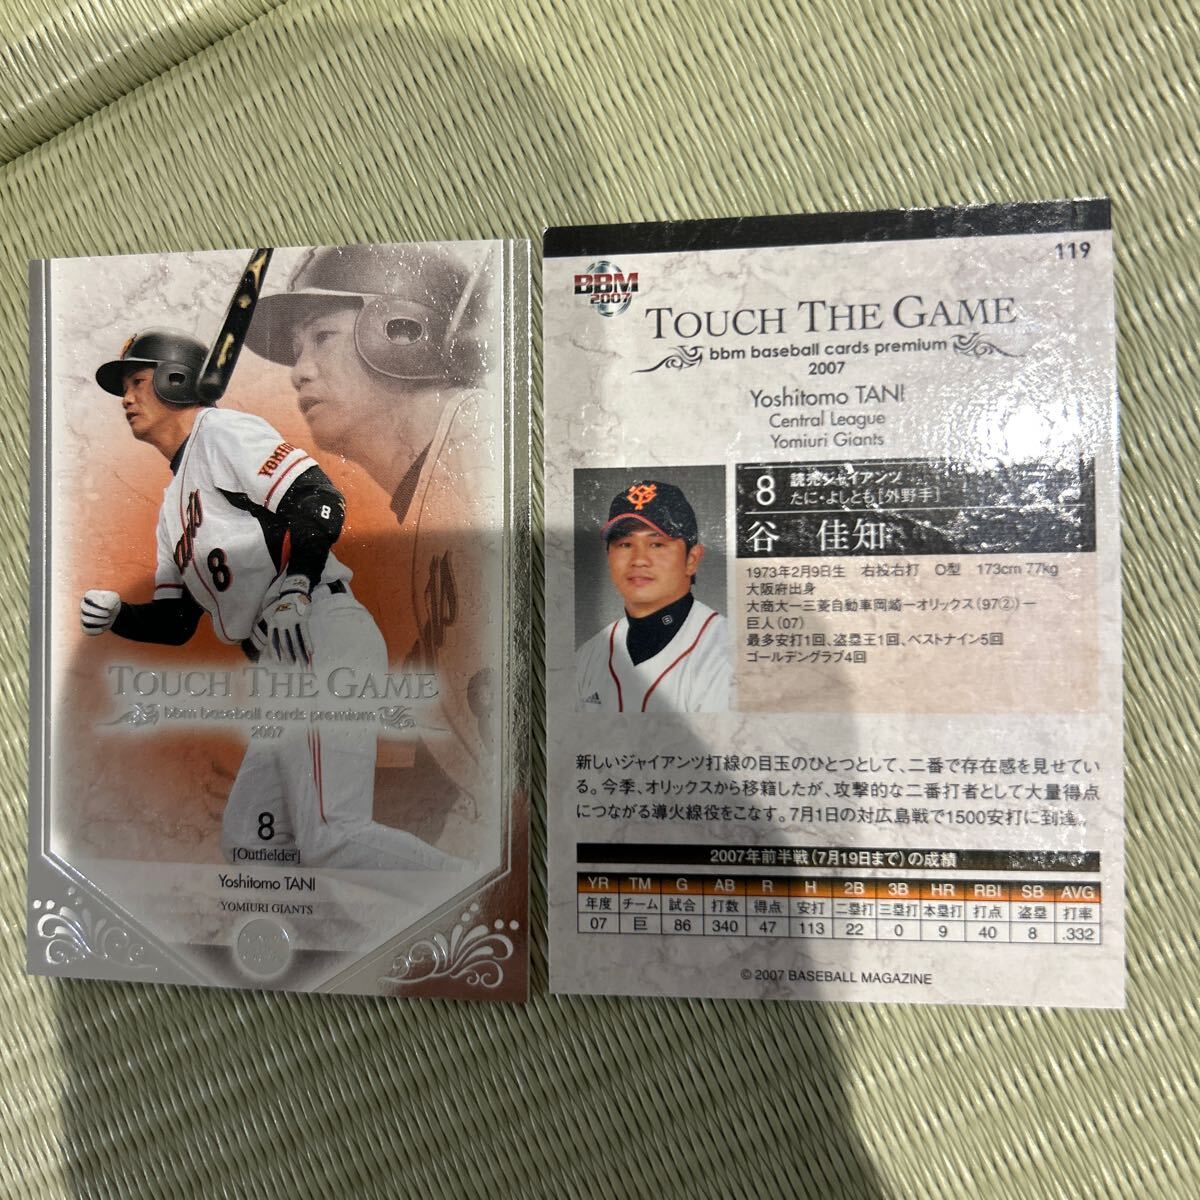 YOMIUR
8
8
TOUCH THE GAME
bbm baseball cards premium
2007
8
[Outfielder]
Yoshitomo TANI
YOMIURI GIANTS
119
BBM
2007
TOUCH THE GAME
bbm baseball cards premium
2007
Yoshitomo TANI
Central League
Yomiuri Giants
8 読売ジャイアンツ
たに・よしとも[外野手]
谷 佳知
1973年2月9日生 右投右打 O型 173cm 77kg
大阪府出身
大商大ー三菱自動車岡崎ーオリックス(97②)ー
巨人(07)
最多安打1回、盗塁王1回、ベストナイン5回
ゴールデングラブ4回
adidas
新しいジャイアンツ打線の目玉のひとつとして、二番で存在感を見せてい
る。今季、オリックスから移籍したが、攻撃的な二番打者として大量得点
につながる導火線役をこなす。7月1日の対広島戦で1500安打に到達。
2007年前半戦(7月19日まで)の成績
YR TM G AB R H 2B 3B HR RBI SB AVG
年度 チーム 試合 打数 得点 安打 二塁打 三塁打 本塁打 打点 盗塁 打率
07 巨 86 340 47 113 22 0 9 40 8 .332
© 2007 BASEBALL MAGAZINE